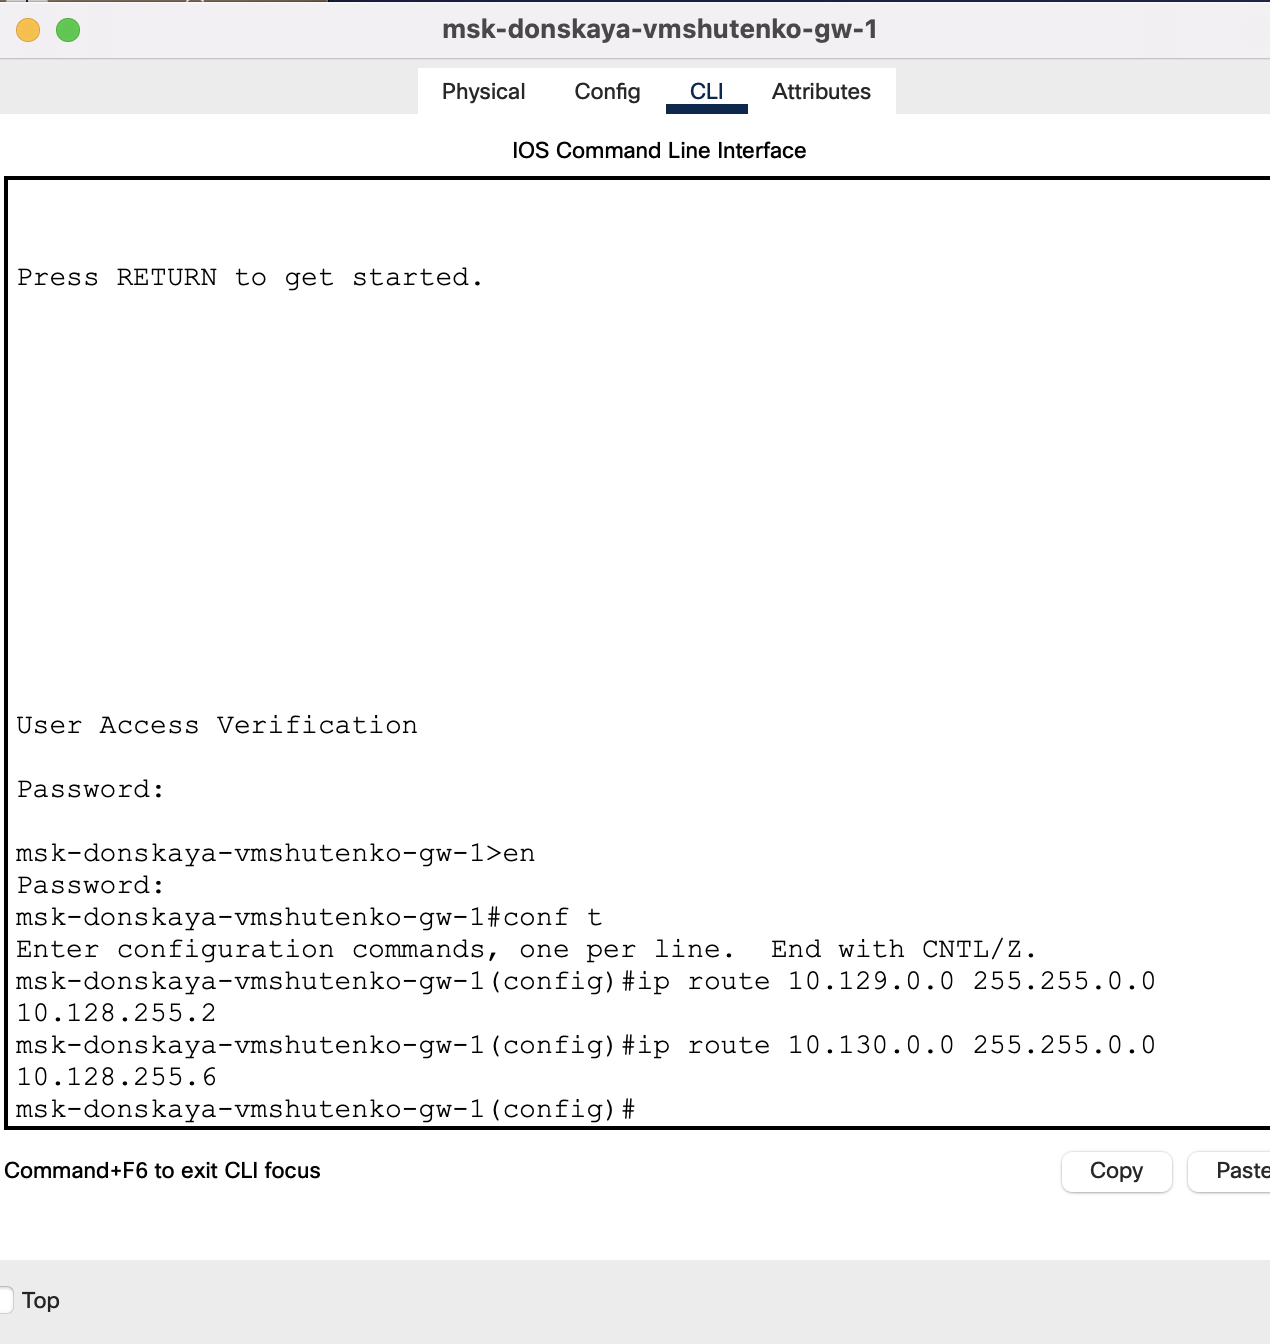 msk-donskaya-vmshutenko-gw-1
Physical Config CLI Attributes
IOS Command Line Interface
Press RETURN to get started.
User Access Verification
Password:
msk-donskaya-vmshutenko-gw-1>en
Password:
msk-donskaya-vmshutenko-gw-1#conf t
Enter configuration commands, one per line.  End with CNTL/Z.
msk-donskaya-vmshutenko-gw-1(config)#ip route 10.129.0.0 255.255.0.0
10.128.255.2
msk-donskaya-vmshutenko-gw-1(config)#ip route 10.130.0.0 255.255.0.0
10.128.255.6
msk-donskaya-vmshutenko-gw-1(config)#
Command+F6 to exit CLI focus
Copy Paste
Top